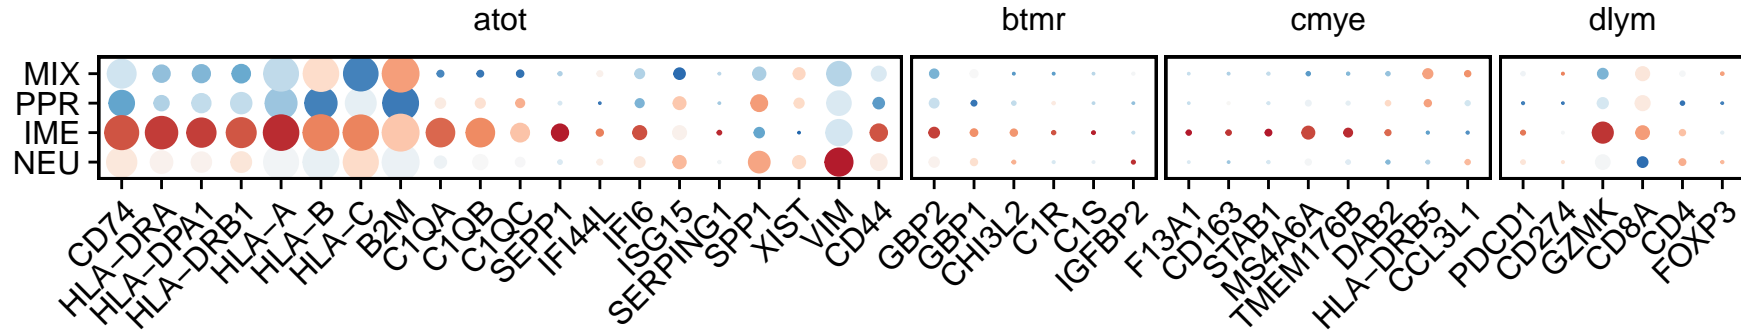 atot btmr cmye dlym
MIX
PPR
IME
NEU
CD74 HLA−DRA HLA−DPA1 HLA−DRB1 HLA−A HLA−B HLA−C B2M C1QA C1QB C1QC SEPP1 IFI44L IFI6 ISG15 SERPING1 SPP1 XIST VIM CD44 GBP2 GBP1 CHI3L2 C1R C1S IGFBP2 F13A1 CD163 STAB1 MS4A6A TMEM176B DAB2 HLA−DRB5 CCL3L1 PDCD1 CD274 GZMK CD8A CD4 FOXP3